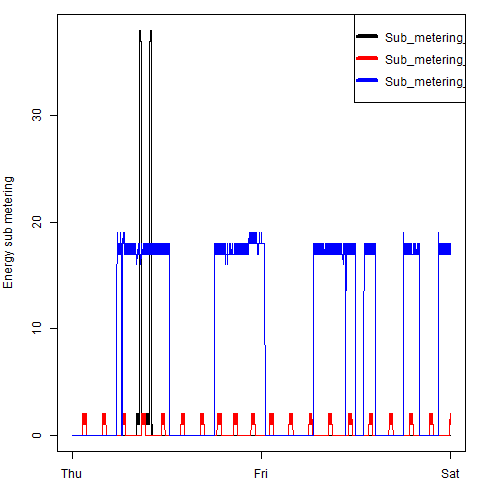 Sub_metering_
Sub_metering_
Sub_metering_
Energy sub metering
30
20
10
0
Thu Fri Sat